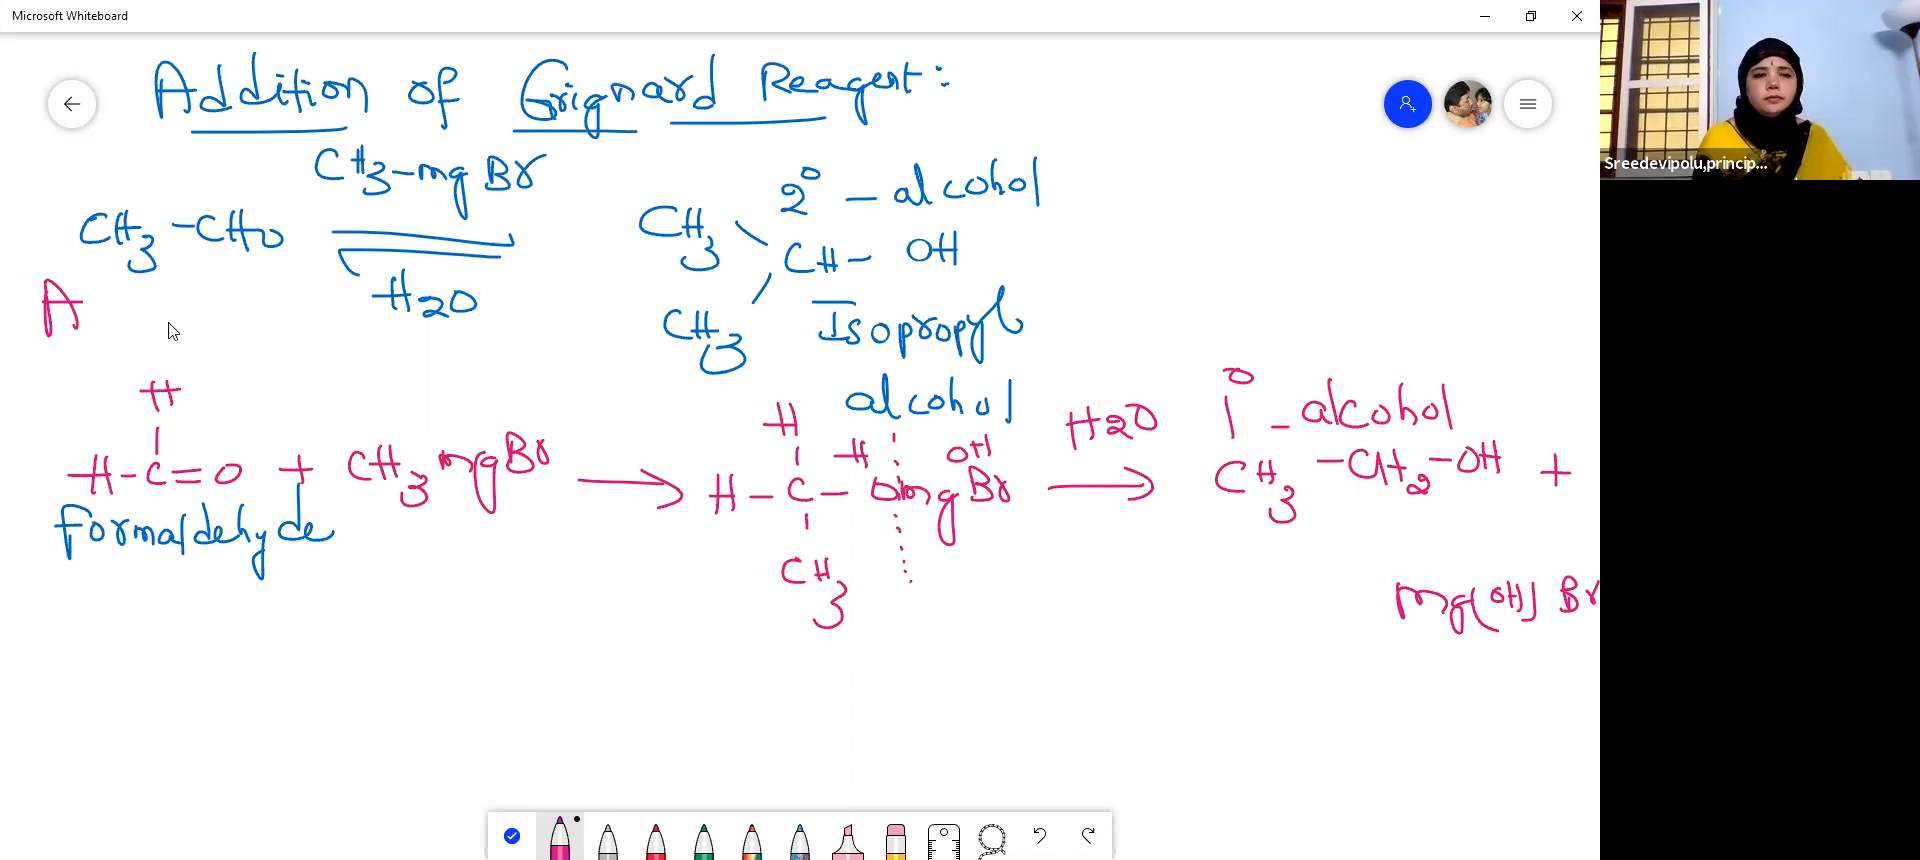 Microsoft Whiteboard
Addition of Grignard Reagent:
CH3-mgBr
CH3-CHO
H2O
2° - alcohol
CH3
CH- OH
CH3
Isopropyl
alcohol
A
H
H-C=O + CH3mgBr
Formaldehyde
H
H OH
H-C-OmgBr
CH3
H2O
1° - alcohol
CH3-CH2-OH +
mg(OH)Br
Sreedevipolu,princip...